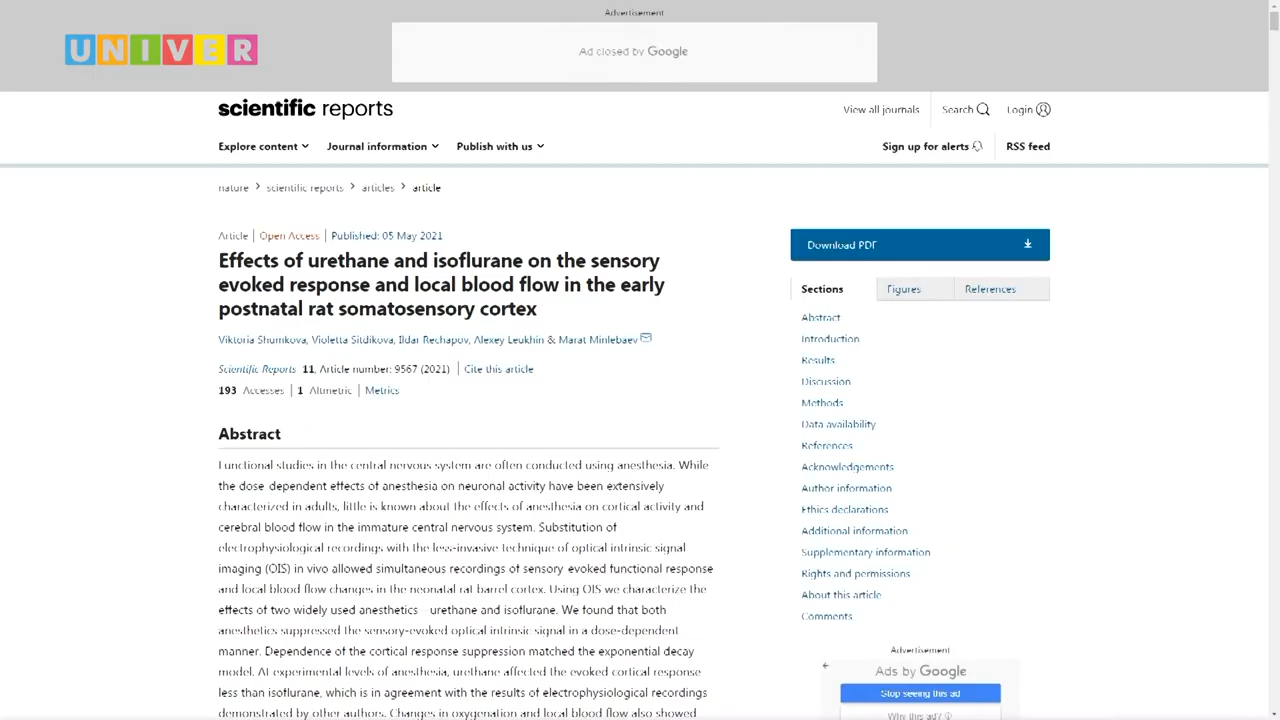 Advertisement
UNIVER
Ad closed by Google
scientific reports
View all journals
Search
Login
Explore content
Journal information
Publish with us
Sign up for alerts
RSS feed
nature > scientific reports > articles > article
Article | Open Access | Published: 05 May 2021
Effects of urethane and isoflurane on the sensory
evoked response and local blood flow in the early
postnatal rat somatosensory cortex
Viktoria Shumkova, Violetta Sitdikova, Ildar Rechapov, Alexey Leukhin & Marat Minlebaev
Scientific Reports 11, Article number: 9567 (2021) | Cite this article
193 Accesses | 1 Altmetric | Metrics
Abstract
Functional studies in the central nervous system are often conducted using anesthesia. While
the dose-dependent effects of anesthesia on neuronal activity have been extensively
characterized in adults, little is known about the effects of anesthesia on cortical activity and
cerebral blood flow in the immature central nervous system. Substitution of
electrophysiological recordings with the less-invasive technique of optical intrinsic signal
imaging (OIS) in vivo allowed simultaneous recordings of sensory-evoked functional response
and local blood flow changes in the neonatal rat barrel cortex. Using OIS we characterize the
effects of two widely used anesthetics—urethane and isoflurane. We found that both
anesthetics suppressed the sensory-evoked optical intrinsic signal in a dose-dependent
manner. Dependence of the cortical response suppression matched the exponential decay
model. At experimental levels of anesthesia, urethane affected the evoked cortical response
less than isoflurane, which is in agreement with the results of electrophysiological recordings
demonstrated by other authors. Changes in oxygenation and local blood flow also showed
Download PDF
Sections
Figures
References
Abstract
Introduction
Results
Discussion
Methods
Data availability
References
Acknowledgements
Author information
Ethics declarations
Additional information
Supplementary information
Rights and permissions
About this article
Comments
Advertisement
Ads by Google
Stop seeing this ad
Why this ad?